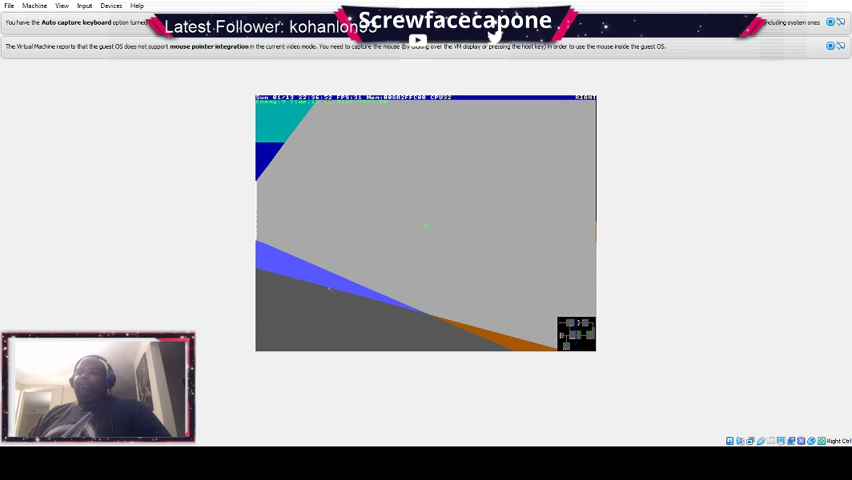 File Machine View Input Devices Help
You have the Auto capture keyboard option turned
including system ones
Latest Follower: kohanlon93
Screwfacecapone
The Virtual Machine reports that the guest OS does not support mouse pointer integration in the current video mode. You need to capture the mouse (by clicking over the VM display or pressing the host key) in order to use the mouse inside the guest OS.
RIGHT
Right Ctrl